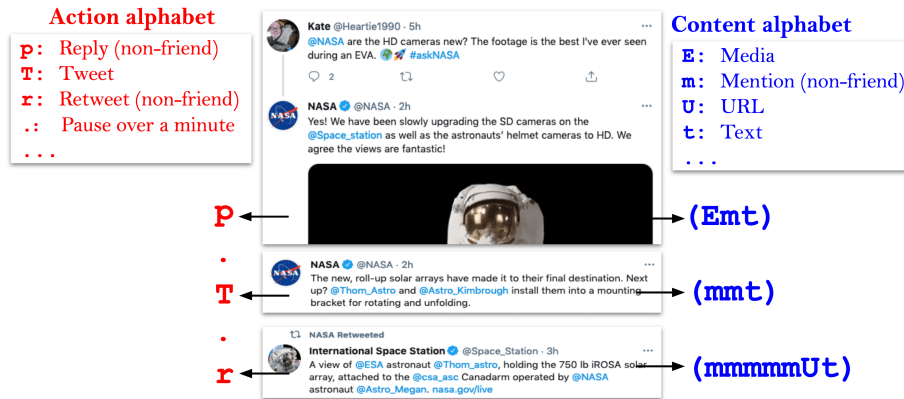 Action alphabet
p: Reply (non-friend)
T: Tweet
r: Retweet (non-friend)
.: Pause over a minute
...
Kate @Heartie1990 · 5h
@NASA are the HD cameras new? The footage is the best I've ever seen
during an EVA. 🌍🚀 #askNASA
2
NASA @NASA · 2h
Yes! We have been slowly upgrading the SD cameras on the
@Space_station as well as the astronauts' helmet cameras to HD. We
agree the views are fantastic!
NASA
Content alphabet
E: Media
m: Mention (non-friend)
U: URL
t: Text
...
p
(Emt)
.
NASA @NASA · 2h
The new, roll-up solar arrays have made it to their final destination. Next
up? @Thom_Astro and @Astro_Kimbrough install them into a mounting
bracket for rotating and unfolding.
NASA
T
(mmt)
.
NASA Retweeted
International Space Station @Space_Station · 3h
A view of @ESA astronaut @Thom_astro, holding the 750 lb iROSA solar
array, attached to the @csa_asc Canadarm operated by @NASA
astronaut @Astro_Megan. nasa.gov/live
r
(mmmmmUt)